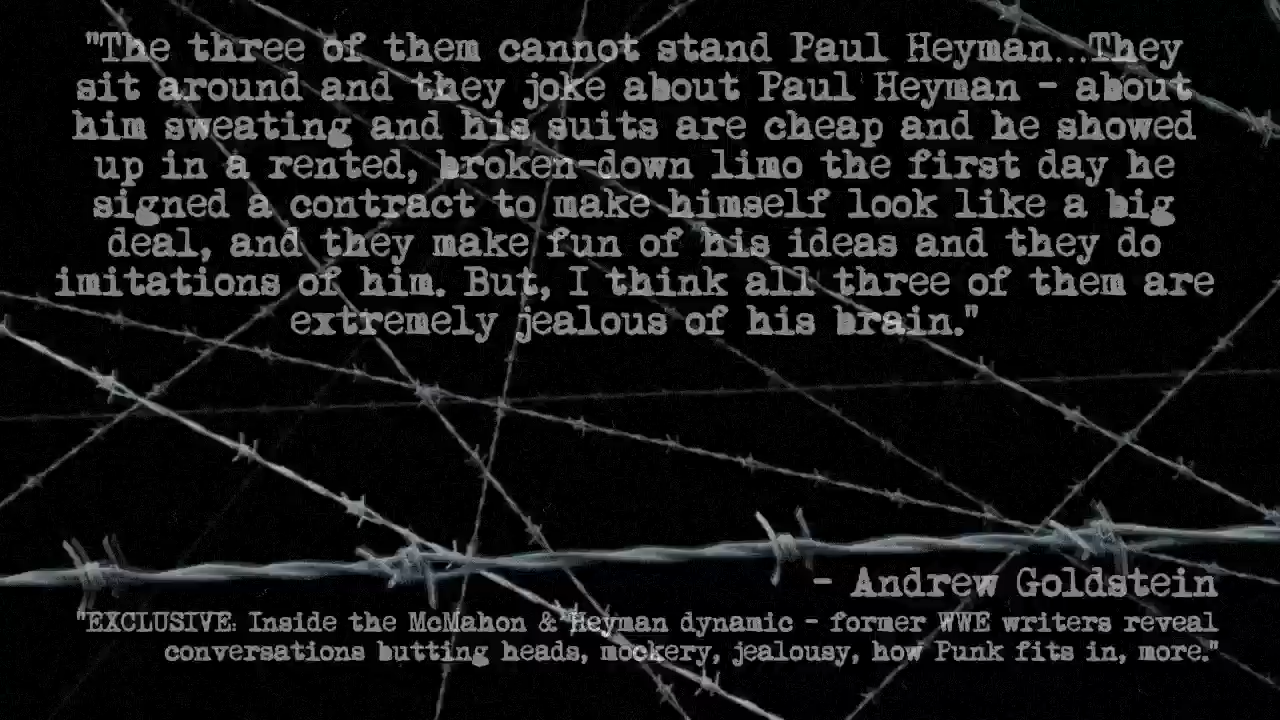 "The three of them cannot stand Paul Heyman...They
sit around and they joke about Paul Heyman - about
him sweating and his suits are cheap and he showed
up in a rented, broken-down limo the first day he
signed a contract to make himself look like a big
deal, and they make fun of his ideas and they do
imitations of him. But, I think all three of them are
extremely jealous of his brain."
- Andrew Goldstein
"EXCLUSIVE: Inside the McMahon & Heyman dynamic - former WWE writers reveal
conversations butting heads, mockery, jealousy, how Punk fits in, more."